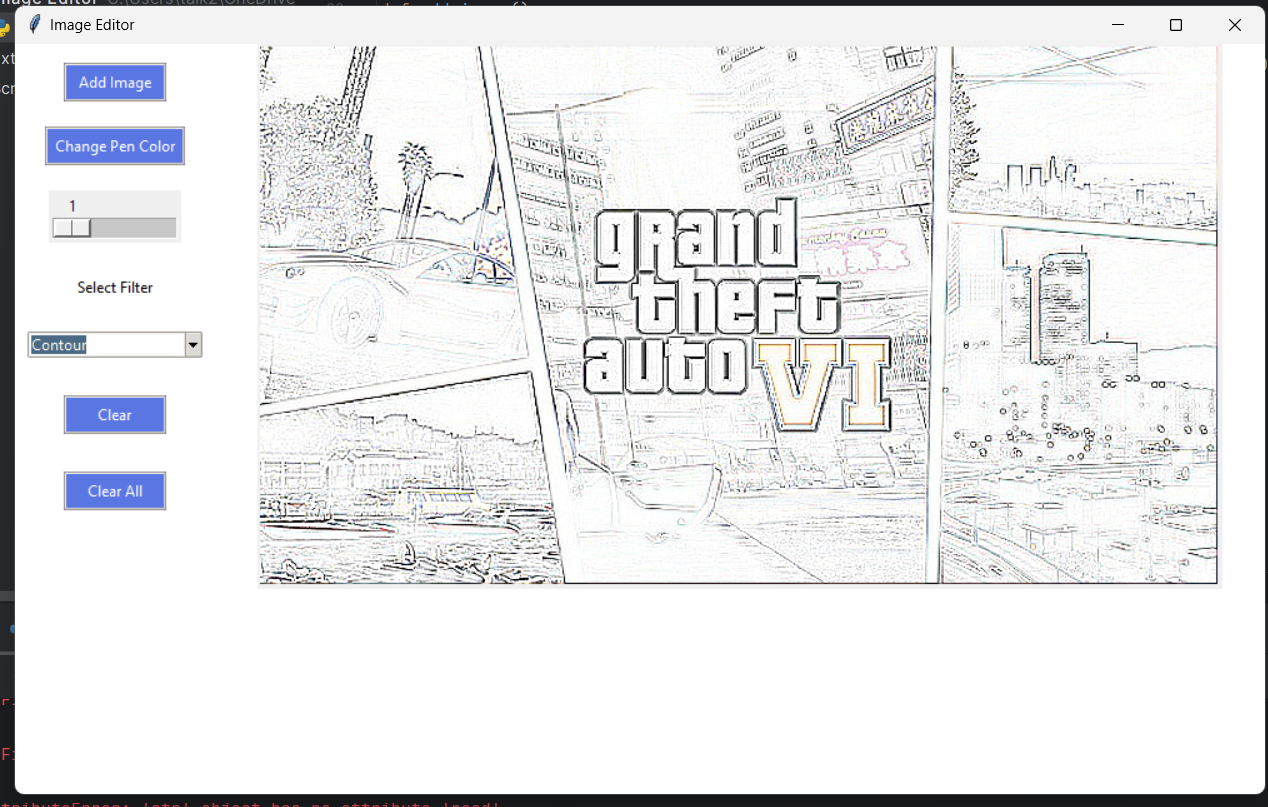 Image Editor
Add Image
Change Pen Color
1
Select Filter
Contour
Clear
Clear All
grand
theft
auto VI